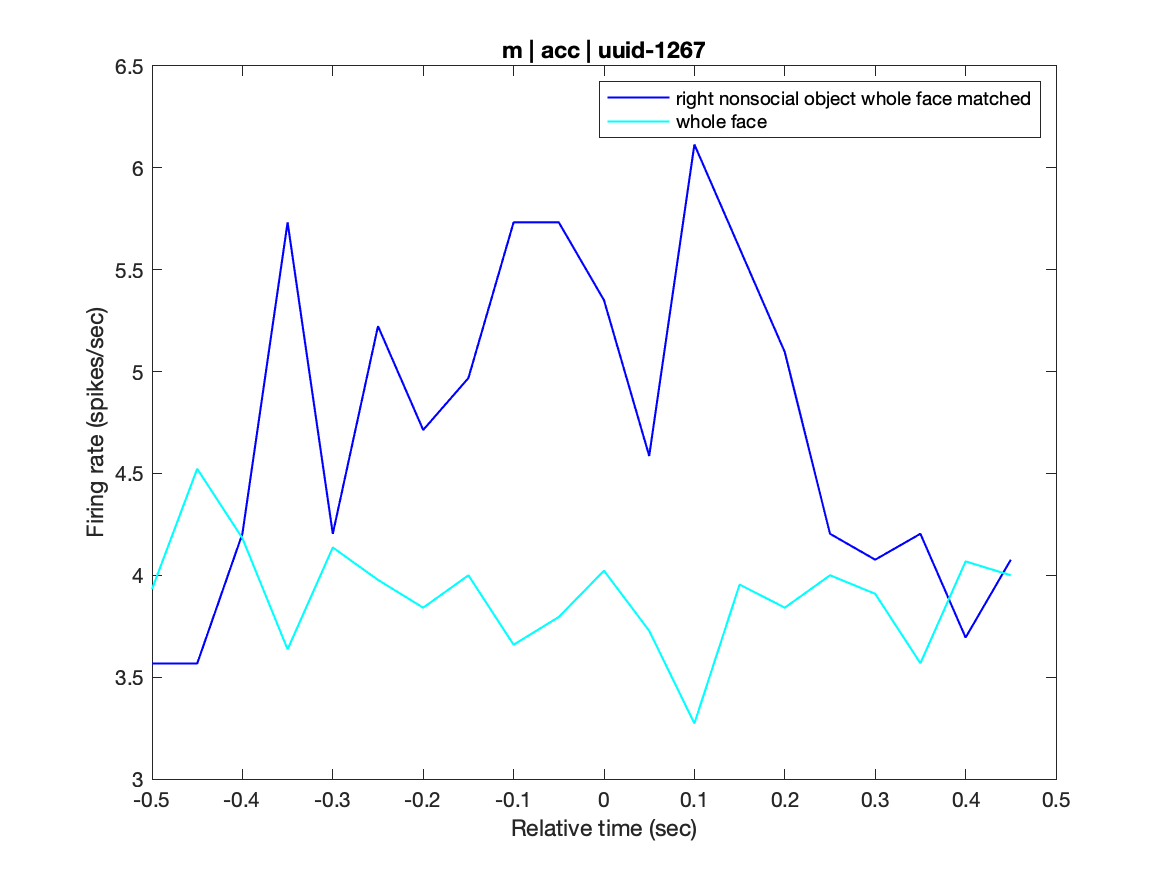 m | acc | uuid-1267
right nonsocial object whole face matched
whole face
6.5
6
5.5
5
4.5
4
3.5
3
Firing rate (spikes/sec)
-0.5 -0.4 -0.3 -0.2 -0.1 0 0.1 0.2 0.3 0.4 0.5
Relative time (sec)